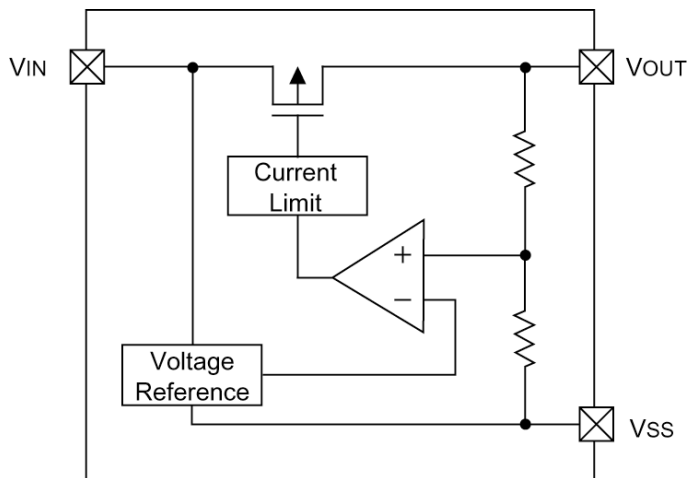 VIN
VOUT
Current
Limit
+
−
Voltage
Reference
VSS